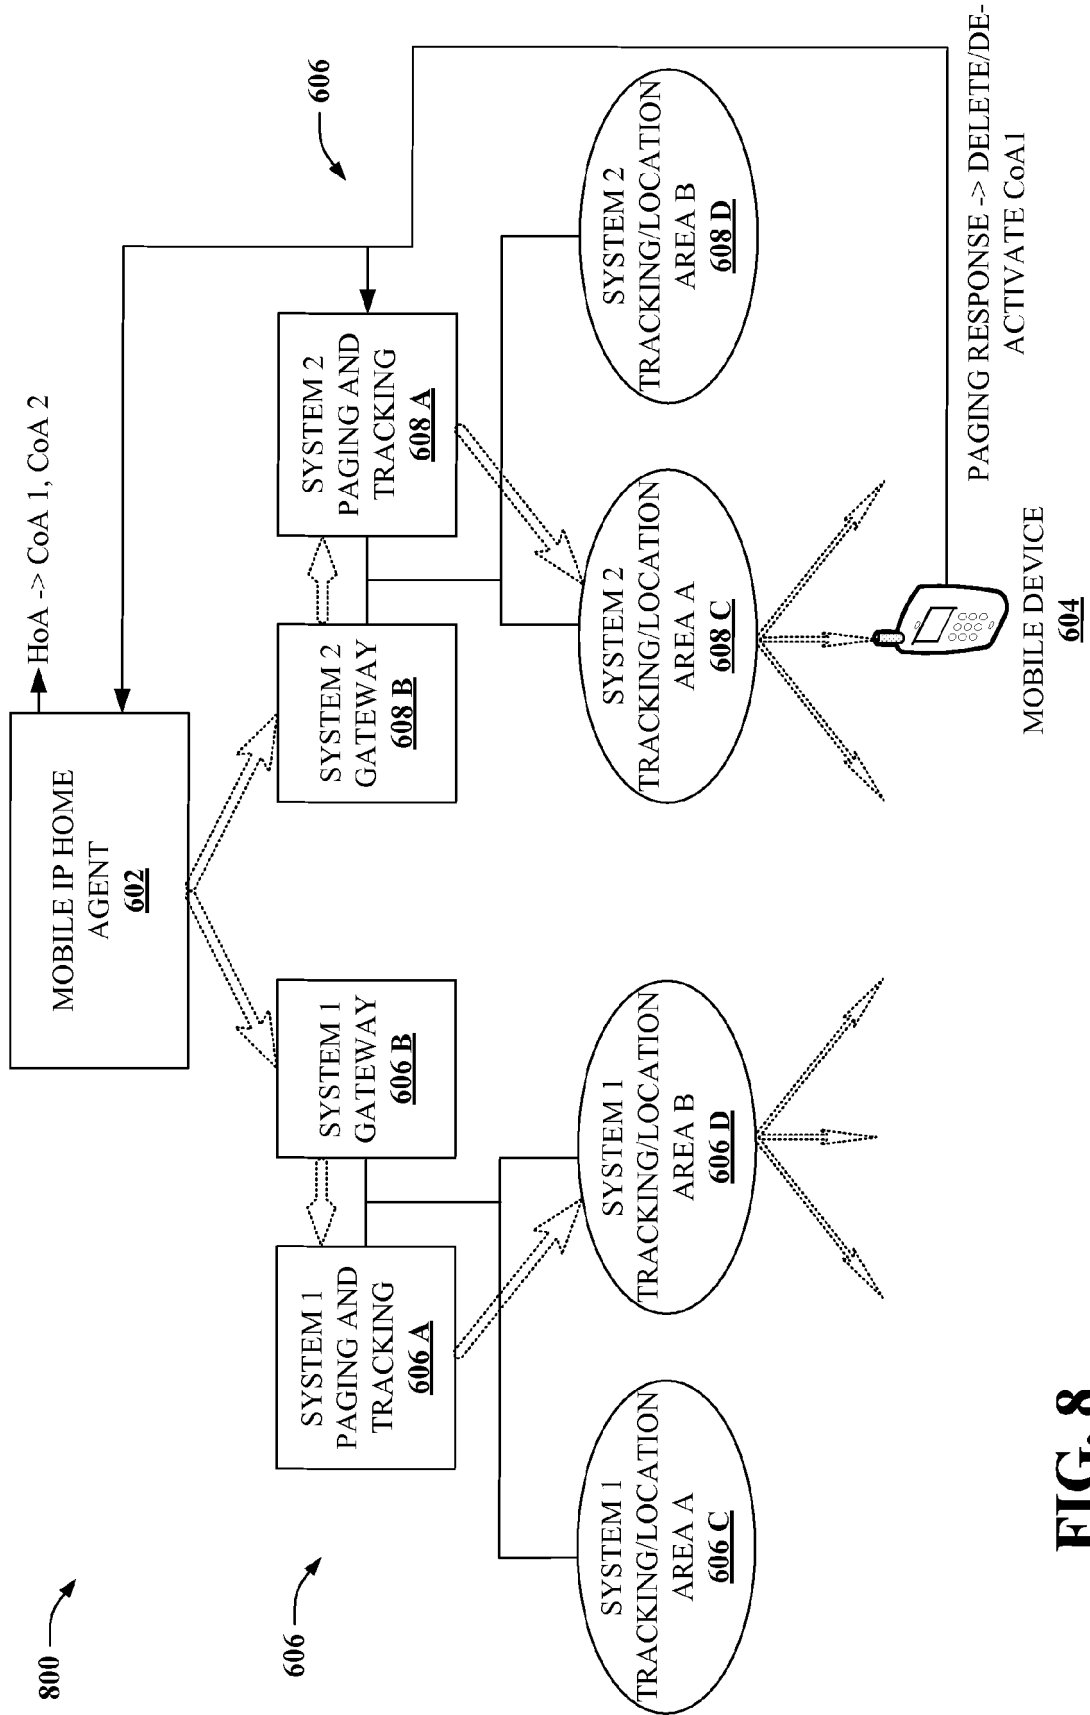 800
MOBILE IP HOME
AGENT
602
HoA -> CoA 1, CoA 2
606
606
SYSTEM 1
PAGING AND
TRACKING
606 A
SYSTEM 1
GATEWAY
606 B
SYSTEM 2
GATEWAY
608 B
SYSTEM 2
PAGING AND
TRACKING
608 A
SYSTEM 1
TRACKING/LOCATION
AREA A
606 C
SYSTEM 1
TRACKING/LOCATION
AREA B
606 D
SYSTEM 2
TRACKING/LOCATION
AREA A
608 C
SYSTEM 2
TRACKING/LOCATION
AREA B
608 D
PAGING RESPONSE -> DELETE/DE-
ACTIVATE CoA1
MOBILE DEVICE
604
FIG. 8